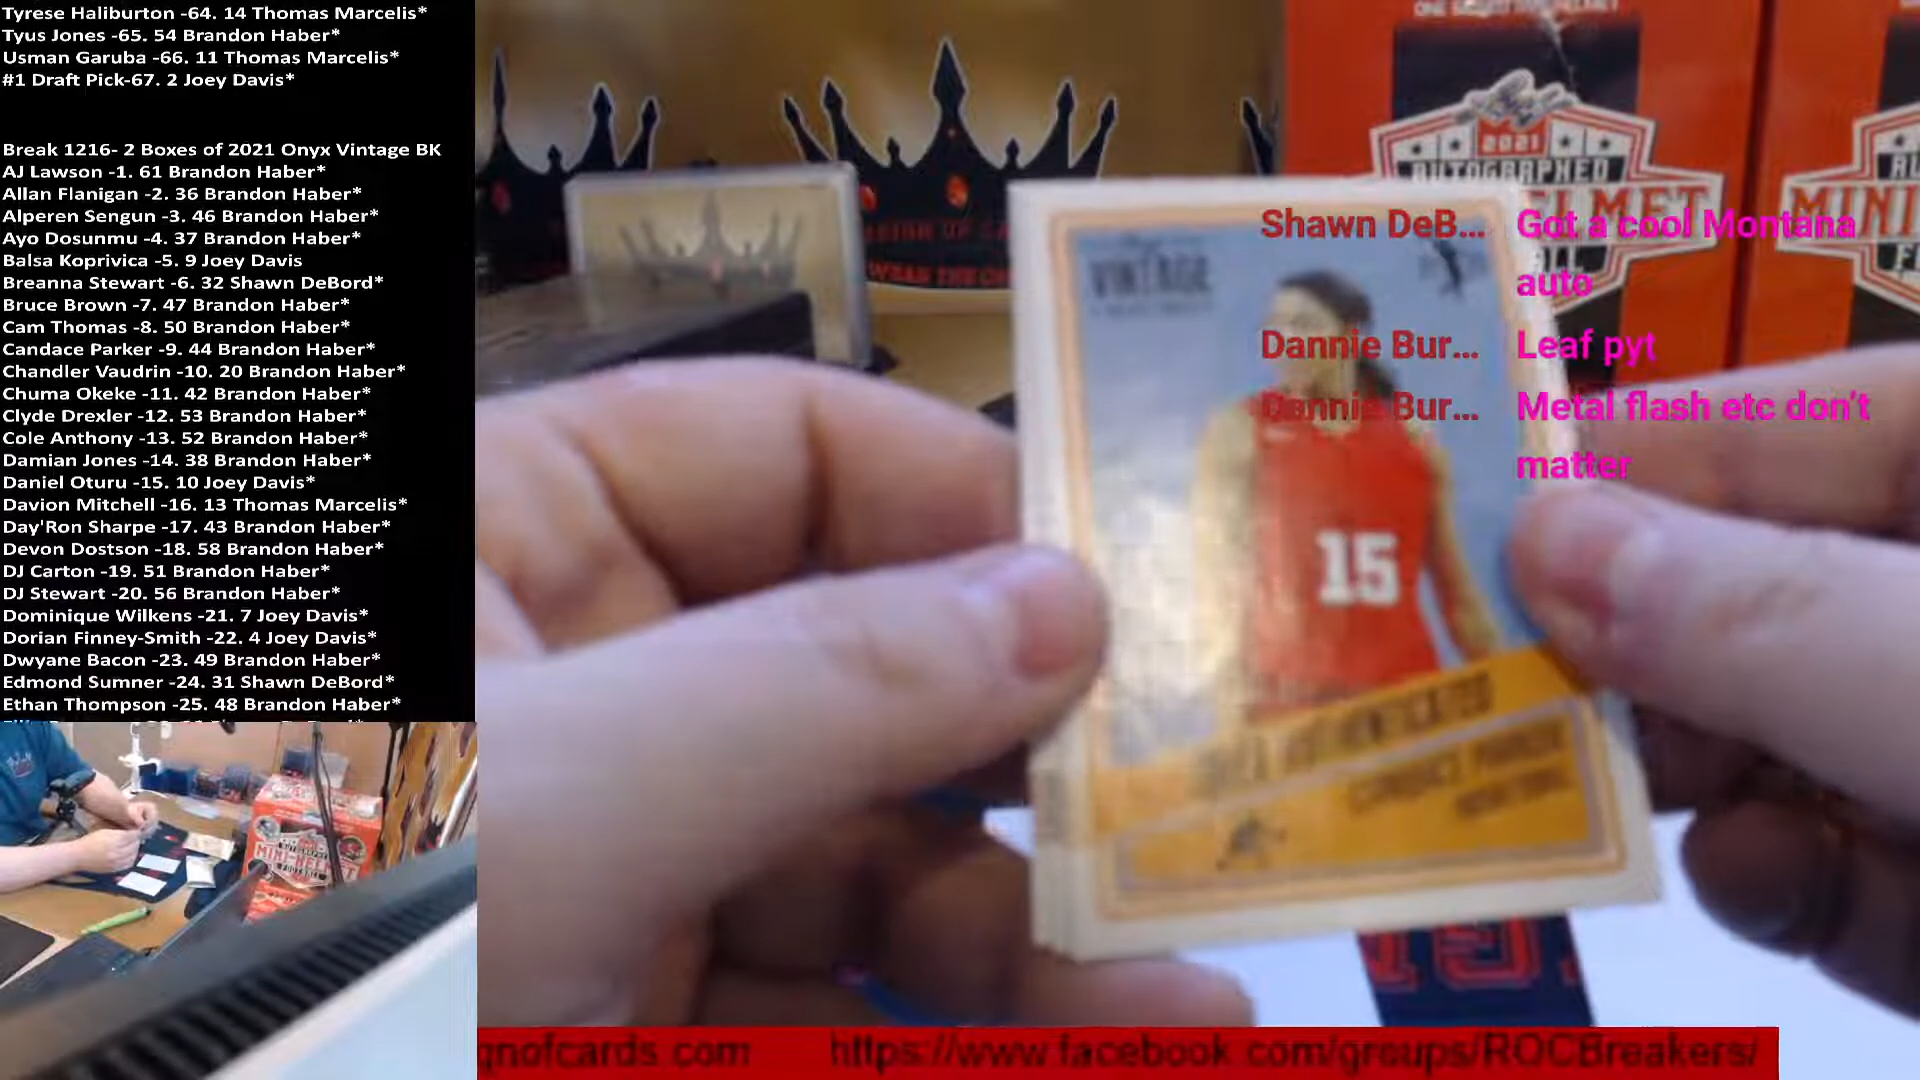 Tyrese Haliburton -64. 14 Thomas Marcelis*
Tyus Jones -65. 54 Brandon Haber*
Usman Garuba -66. 11 Thomas Marcelis*
#1 Draft Pick-67. 2 Joey Davis*
Break 1216- 2 Boxes of 2021 Onyx Vintage BK
AJ Lawson -1. 61 Brandon Haber*
Allan Flanigan -2. 36 Brandon Haber*
Alperen Sengun -3. 46 Brandon Haber*
Ayo Dosunmu -4. 37 Brandon Haber*
Balsa Koprivica -5. 9 Joey Davis
Breanna Stewart -6. 32 Shawn DeBord*
Bruce Brown -7. 47 Brandon Haber*
Cam Thomas -8. 50 Brandon Haber*
Candace Parker -9. 44 Brandon Haber*
Chandler Vaudrin -10. 20 Brandon Haber*
Chuma Okeke -11. 42 Brandon Haber*
Clyde Drexler -12. 53 Brandon Haber*
Cole Anthony -13. 52 Brandon Haber*
Damian Jones -14. 38 Brandon Haber*
Daniel Oturu -15. 10 Joey Davis*
Davion Mitchell -16. 13 Thomas Marcelis*
Day'Ron Sharpe -17. 43 Brandon Haber*
Devon Dostson -18. 58 Brandon Haber*
DJ Carton -19. 51 Brandon Haber*
DJ Stewart -20. 56 Brandon Haber*
Dominique Wilkens -21. 7 Joey Davis*
Dorian Finney-Smith -22. 4 Joey Davis*
Dwyane Bacon -23. 49 Brandon Haber*
Edmond Sumner -24. 31 Shawn DeBord*
Ethan Thompson -25. 48 Brandon Haber*
Shawn DeB... Got a cool Montana
auto
Dannie Bur... Leaf pyt
Dannie Bur... Metal flash etc don't
matter
2021
AUTOGRAPHED
VINTAGE
15
CANDACE PARKER
MINI-HELMET
FOOTBALL
gnofcards.com https://www.facebook.com/groups/ROCBreakers/